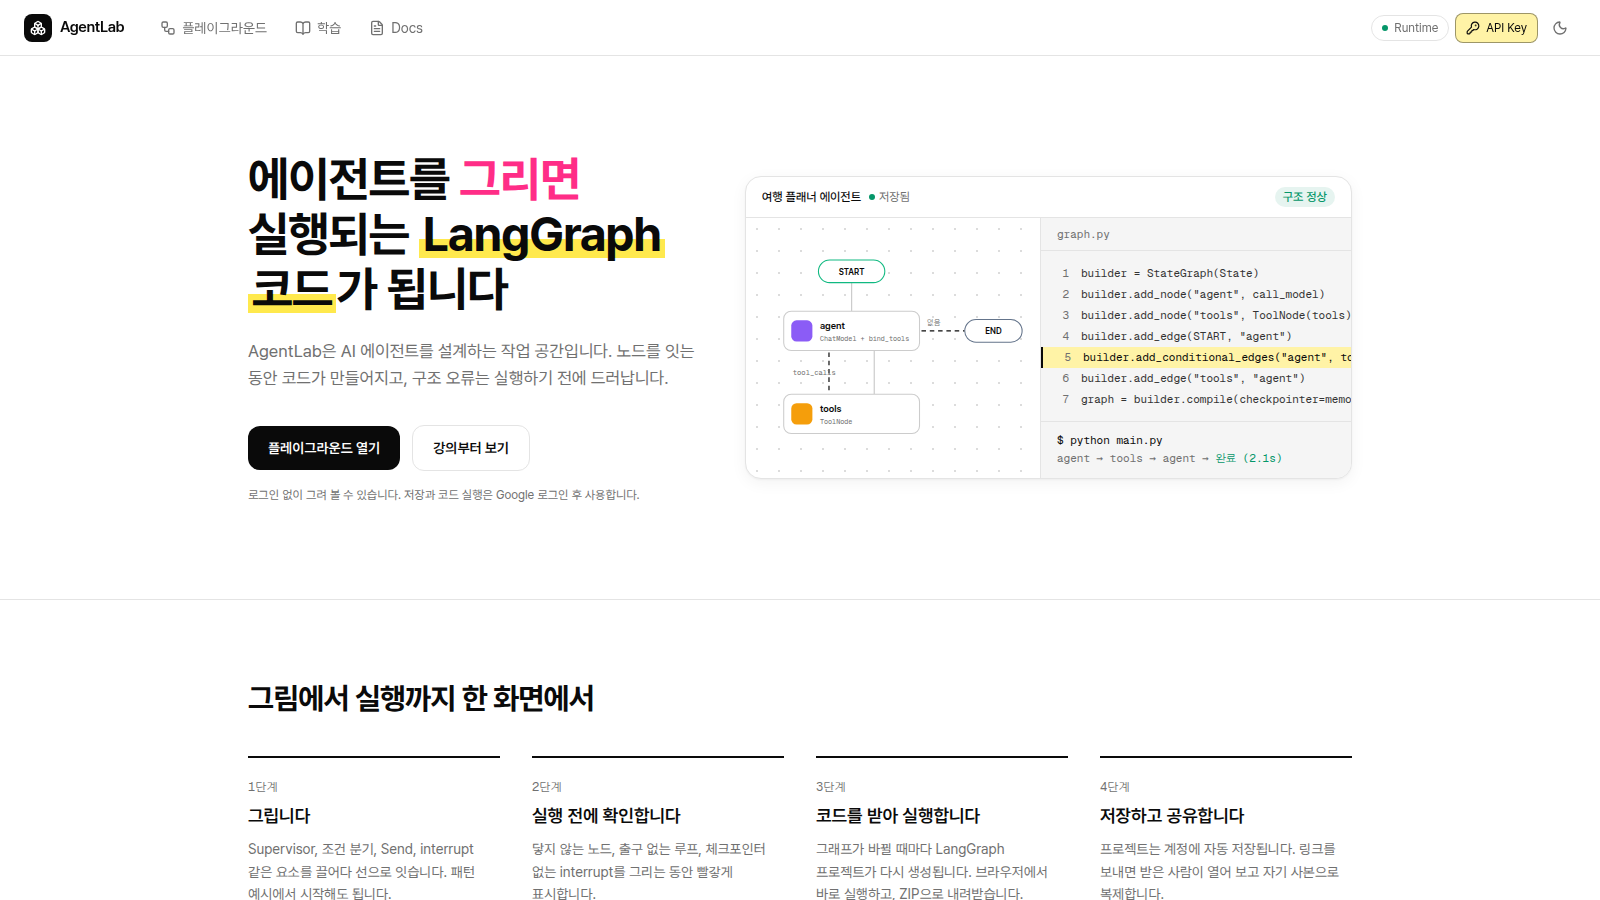 AgentLab
플레이그라운드
학습
Docs
Runtime
API Key
에이전트를 그리면
실행되는 LangGraph
코드가 됩니다
AgentLab은 AI 에이전트를 설계하는 작업 공간입니다. 노드를 잇는
동안 코드가 만들어지고, 구조 오류는 실행하기 전에 드러납니다.
플레이그라운드 열기
강의부터 보기
로그인 없이 그려 볼 수 있습니다. 저장과 코드 실행은 Google 로그인 후 사용합니다.
여행 플래너 에이전트
저장됨
구조 정상
START
agent
ChatModel + bind_tools
없음
END
tool_calls
tools
ToolNode
graph.py
1 builder = StateGraph(State)
2 builder.add_node("agent", call_model)
3 builder.add_node("tools", ToolNode(tools)
4 builder.add_edge(START, "agent")
5 builder.add_conditional_edges("agent", to
6 builder.add_edge("tools", "agent")
7 graph = builder.compile(checkpointer=memo
$ python main.py
agent → tools → agent → 완료 (2.1s)
그림에서 실행까지 한 화면에서
1단계
그립니다
Supervisor, 조건 분기, Send, interrupt
같은 요소를 끌어다 선으로 잇습니다. 패턴
예시에서 시작해도 됩니다.
2단계
실행 전에 확인합니다
닿지 않는 노드, 출구 없는 루프, 체크포인터
없는 interrupt를 그리는 동안 빨갛게
표시합니다.
3단계
코드를 받아 실행합니다
그래프가 바뀔 때마다 LangGraph
프로젝트가 다시 생성됩니다. 브라우저에서
바로 실행하고, ZIP으로 내려받습니다.
4단계
저장하고 공유합니다
프로젝트는 계정에 자동 저장됩니다. 링크를
보내면 받은 사람이 열어 보고 자기 사본으로
복제합니다.